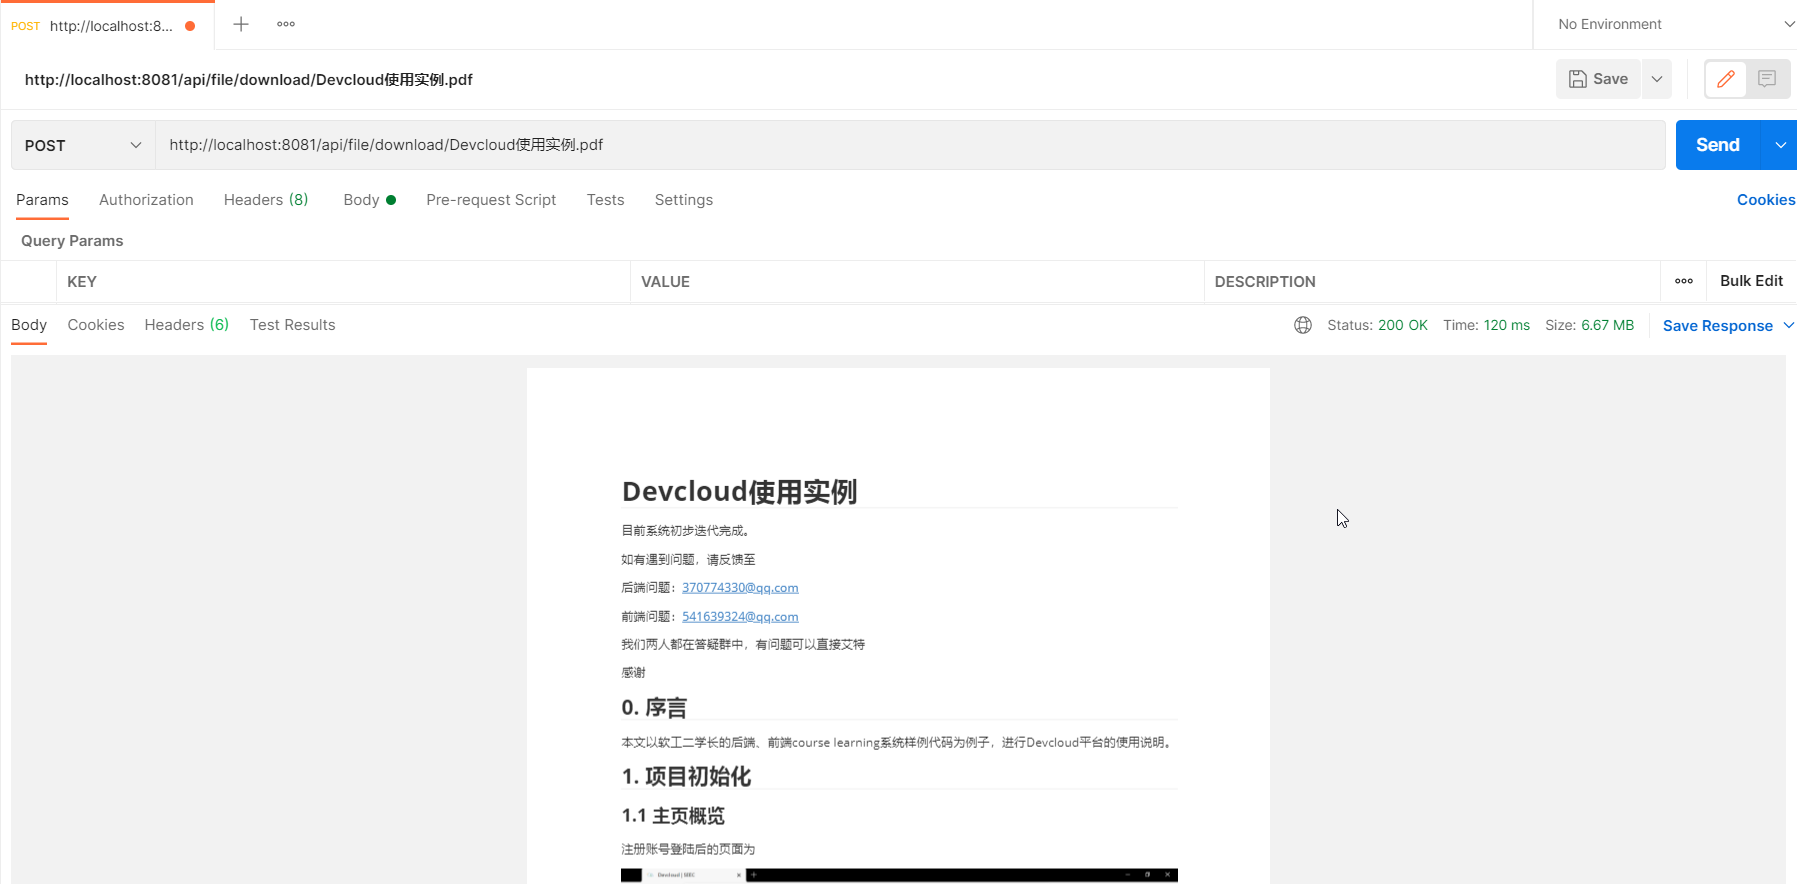 POST http://localhost:8... No Environment
http://localhost:8081/api/file/download/Devcloud使用实例.pdf Save
POST http://localhost:8081/api/file/download/Devcloud使用实例.pdf Send
Params Authorization Headers (8) Body Pre-request Script Tests Settings Cookies
Query Params
KEY VALUE DESCRIPTION Bulk Edit
Body Cookies Headers (6) Test Results Status: 200 OK Time: 120 ms Size: 6.67 MB Save Response
Devcloud使用实例
目前系统初步迭代完成。
如有遇到问题，请反馈至
后端问题：370774330@qq.com
前端问题：541639324@qq.com
我们两人都在答疑群中，有问题可以直接艾特
感谢
0. 序言
本文以软工二学长的后端、前端course learning系统样例代码为例子，进行Devcloud平台的使用说明。
1. 项目初始化
1.1 主页概览
注册账号登陆后的页面为